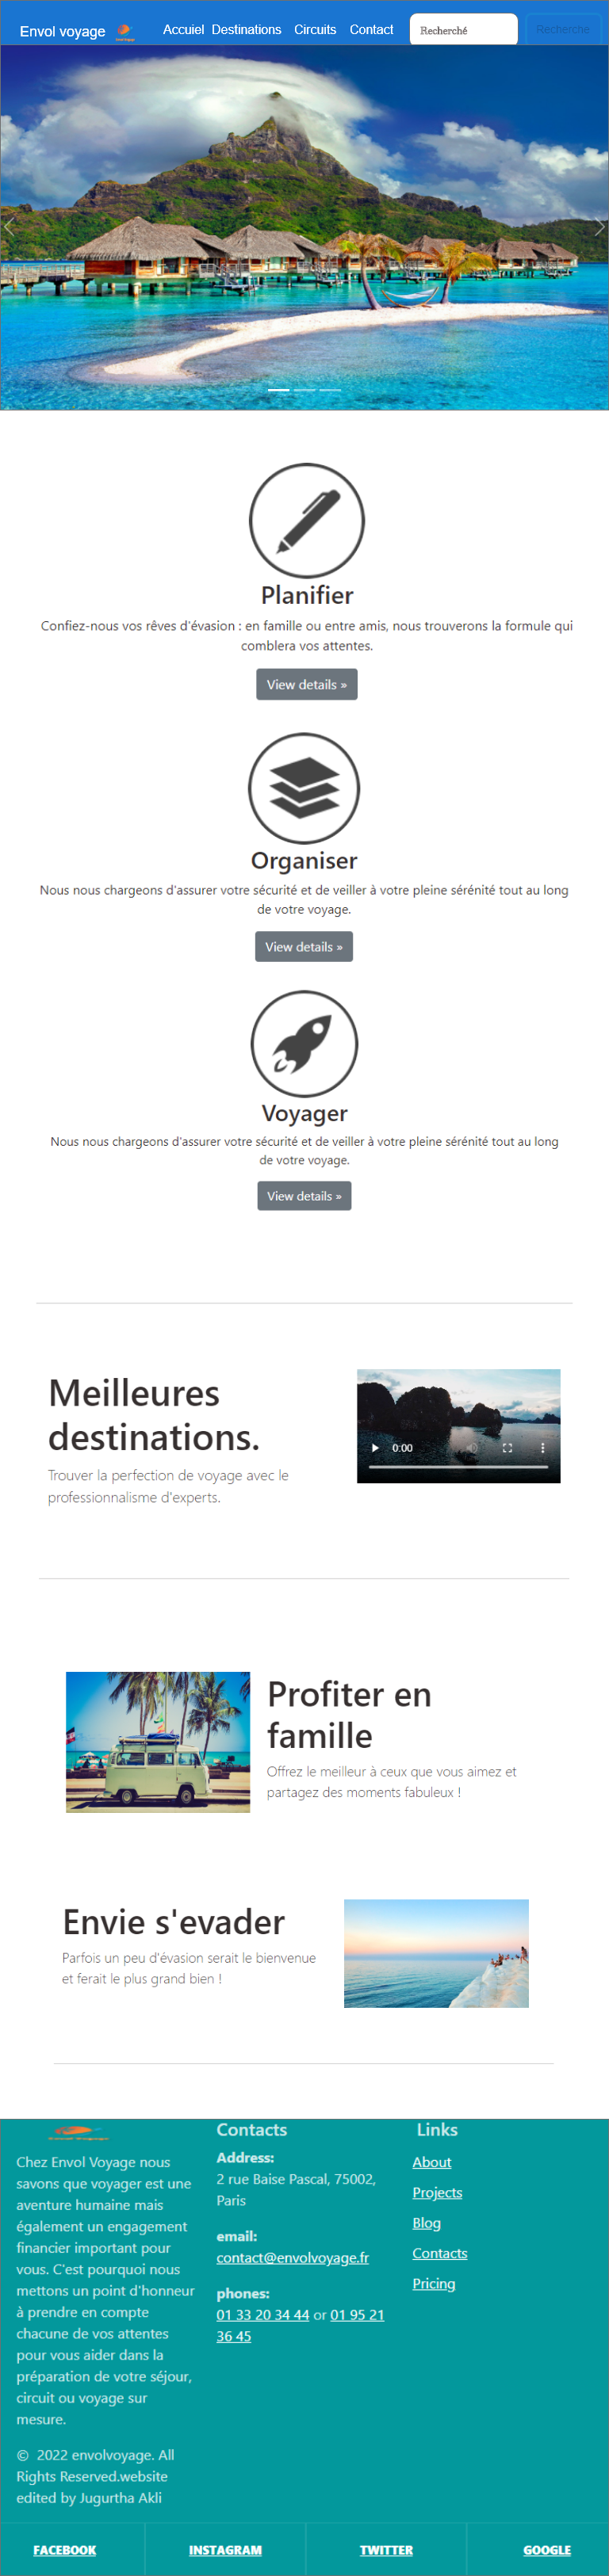 Envol voyage Accuiel Destinations Circuits Contact Recherché Recherche
Planifier
Confiez-nous vos rêves d'évasion : en famille ou entre amis, nous trouverons la formule qui
comblera vos attentes.
View details »
Organiser
Nous nous chargeons d'assurer votre sécurité et de veiller à votre pleine sérénité tout au long
de votre voyage.
View details »
Voyager
Nous nous chargeons d'assurer votre sécurité et de veiller à votre pleine sérénité tout au long
de votre voyage.
View details »
Meilleures
destinations.
Trouver la perfection de voyage avec le
professionnalisme d'experts.
0:00
Profiter en
famille
Offrez le meilleur à ceux que vous aimez et
partagez des moments fabuleux !
Envie s'evader
Parfois un peu d'évasion serait le bienvenue
et ferait le plus grand bien !
Chez Envol Voyage nous
savons que voyager est une
aventure humaine mais
également un engagement
financier important pour
vous. C'est pourquoi nous
mettons un point d'honneur
à prendre en compte
chacune de vos attentes
pour vous aider dans la
préparation de votre séjour,
circuit ou voyage sur
mesure.
© 2022 envolvoyage. All
Rights Reserved.website
edited by Jugurtha Akli
Contacts
Address:
2 rue Baise Pascal, 75002,
Paris
email:
contact@envolvoyage.fr
phones:
01 33 20 34 44 or 01 95 21
36 45
Links
About
Projects
Blog
Contacts
Pricing
FACEBOOK INSTAGRAM TWITTER GOOGLE